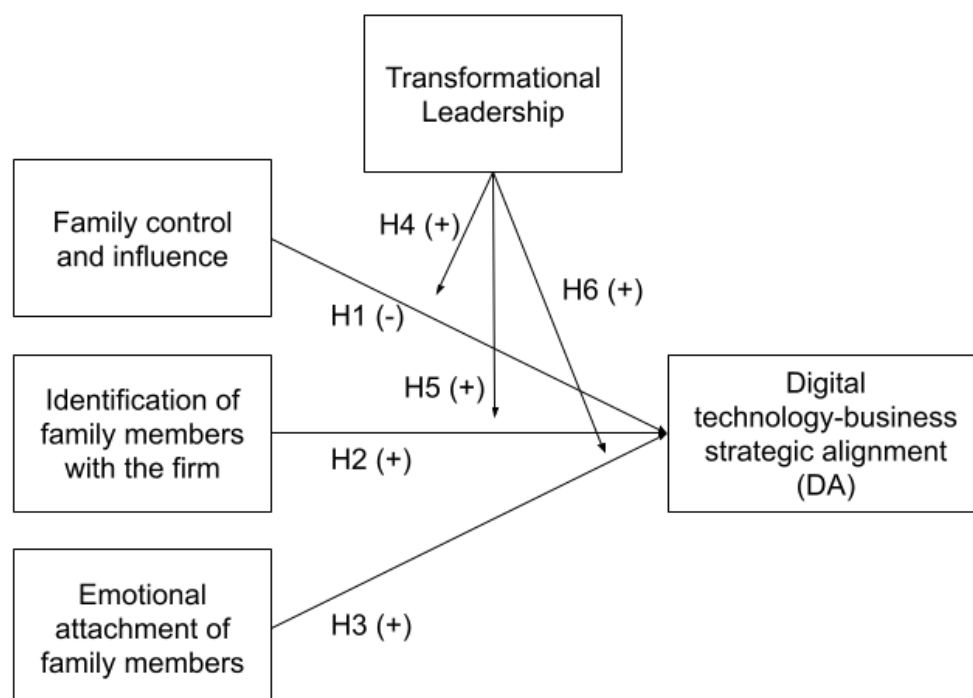 Transformational
Leadership
Family control
and influence
H4 (+)
H6 (+)
H1 (-)
H5 (+)
Identification of
family members
with the firm
H2 (+)
Digital
technology-business
strategic alignment
(DA)
Emotional
attachment of
family members
H3 (+)